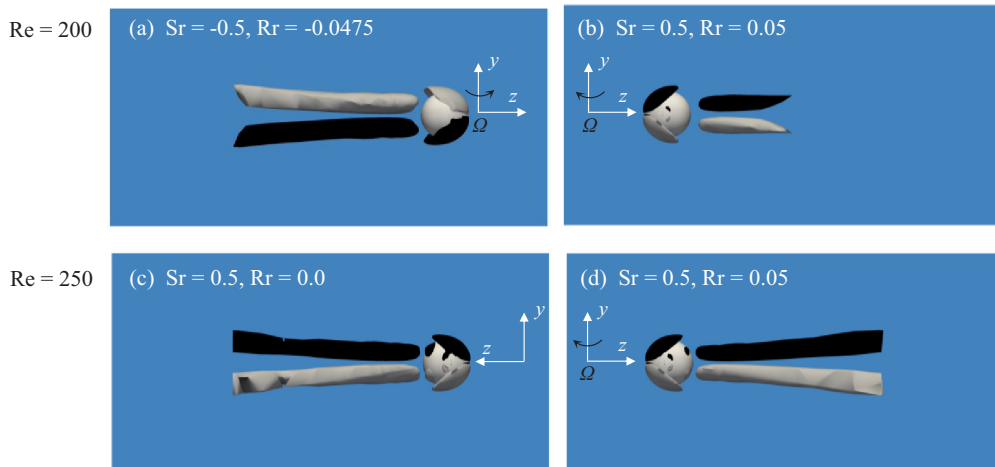 Re = 200
(a) Sr = -0.5, Rr = -0.0475
y
z
Ω
(b) Sr = 0.5, Rr = 0.05
y
z
Ω
Re = 250
(c) Sr = 0.5, Rr = 0.0
y
z
(d) Sr = 0.5, Rr = 0.05
y
z
Ω